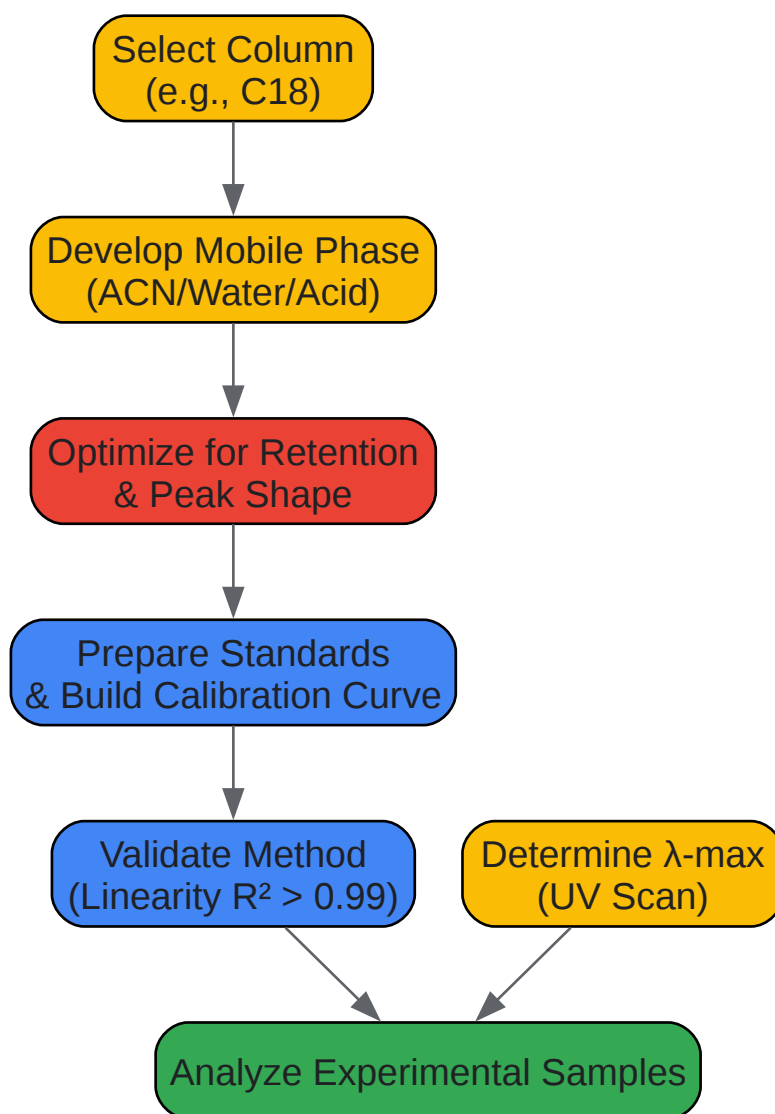 Select Column
(e.g., C18)
Develop Mobile Phase
(ACN/Water/Acid)
Optimize for Retention
& Peak Shape
Prepare Standards
& Build Calibration Curve
Validate Method
(Linearity R² > 0.99)
Determine λ-max
(UV Scan)
Analyze Experimental Samples